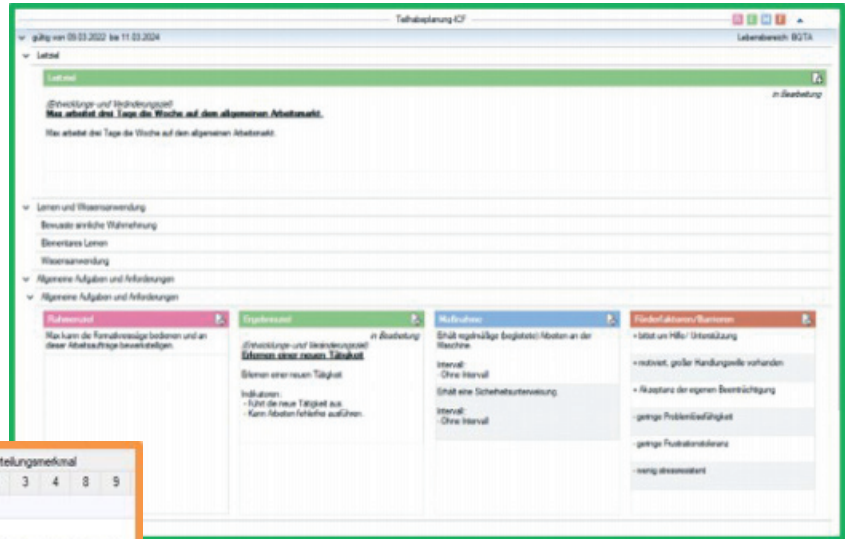 Teilhabeplanung-ICF
R E M F
gültig von 09.03.2022 bis 11.03.2024
Lebensbereich: BQTA
Leitziel
Leitziel
in Bearbeitung
(Entwicklungs- und Veränderungsziel)
Max arbeitet drei Tage die Woche auf dem allgemeinen Arbeitsmarkt.
Max arbeitet drei Tage die Woche auf dem allgemeinen Arbeitsmarkt.
Lernen und Wissensanwendung
Bewusste sinnliche Wahrnehmung
Elementares Lernen
Wissensanwendung
Allgemeine Aufgaben und Anforderungen
Allgemeine Aufgaben und Anforderungen
Rahmenziel
Max kann die Formatkreissäge bedienen und an
dieser Arbeitsaufträge bewerkstelligen.
Ergebnisziel
in Bearbeitung
(Entwicklungs- und Veränderungsziel)
Erlernen einer neuen Tätigkeit
Erlernen einer neuen Tätigkeit
Indikatoren:
- Führt die neue Tätigkeit aus.
- Kann Arbeiten fehlerfrei ausführen.
Maßnahme
Erhält regelmäßige (begleitete) Arbeiten an der
Maschine.
Intervall:
- Ohne Intervall
Erhält eine Sicherheitsunterweisung.
Intervall:
- Ohne Intervall
Förderfaktoren/Barrieren
+ bittet um Hilfe / Unterstützung
+ motiviert, großer Handlungswille vorhanden
+ Akzeptanz der eigenen Beeinträchtigung
- geringe Problemlösefähigkeit
- geringe Frustrationstoleranz
- wenig stressresistent
teilungsmerkmal
3 4 8 9